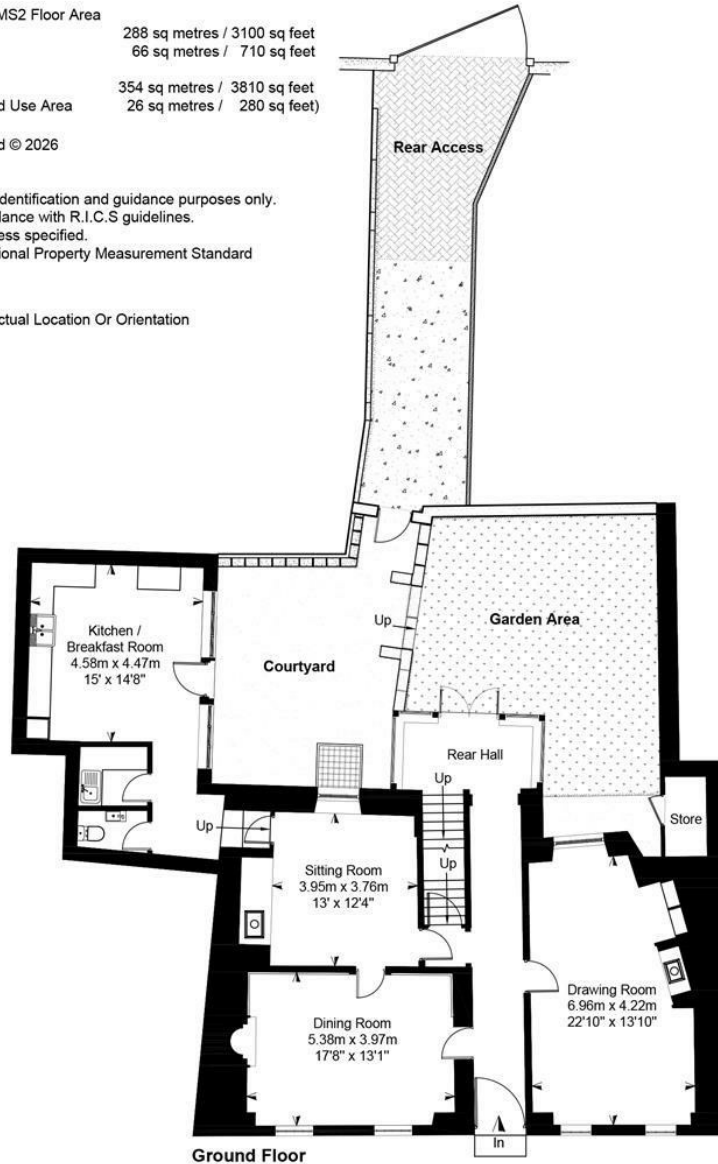 MS2 Floor Area
288 sq metres / 3100 sq feet
66 sq metres / 710 sq feet
354 sq metres / 3810 sq feet
d Use Area 26 sq metres / 280 sq feet)
d © 2026
dentification and guidance purposes only.
dance with R.I.C.S guidelines.
ess specified.
ional Property Measurement Standard
ctual Location Or Orientation
Rear Access
Garden Area
Up
Kitchen /
Breakfast Room
4.58m x 4.47m
15' x 14'8"
Courtyard
Rear Hall
Up
Store
Up
Up
Sitting Room
3.95m x 3.76m
13' x 12'4"
Drawing Room
6.96m x 4.22m
22'10" x 13'10"
Dining Room
5.38m x 3.97m
17'8" x 13'1"
In
Ground Floor